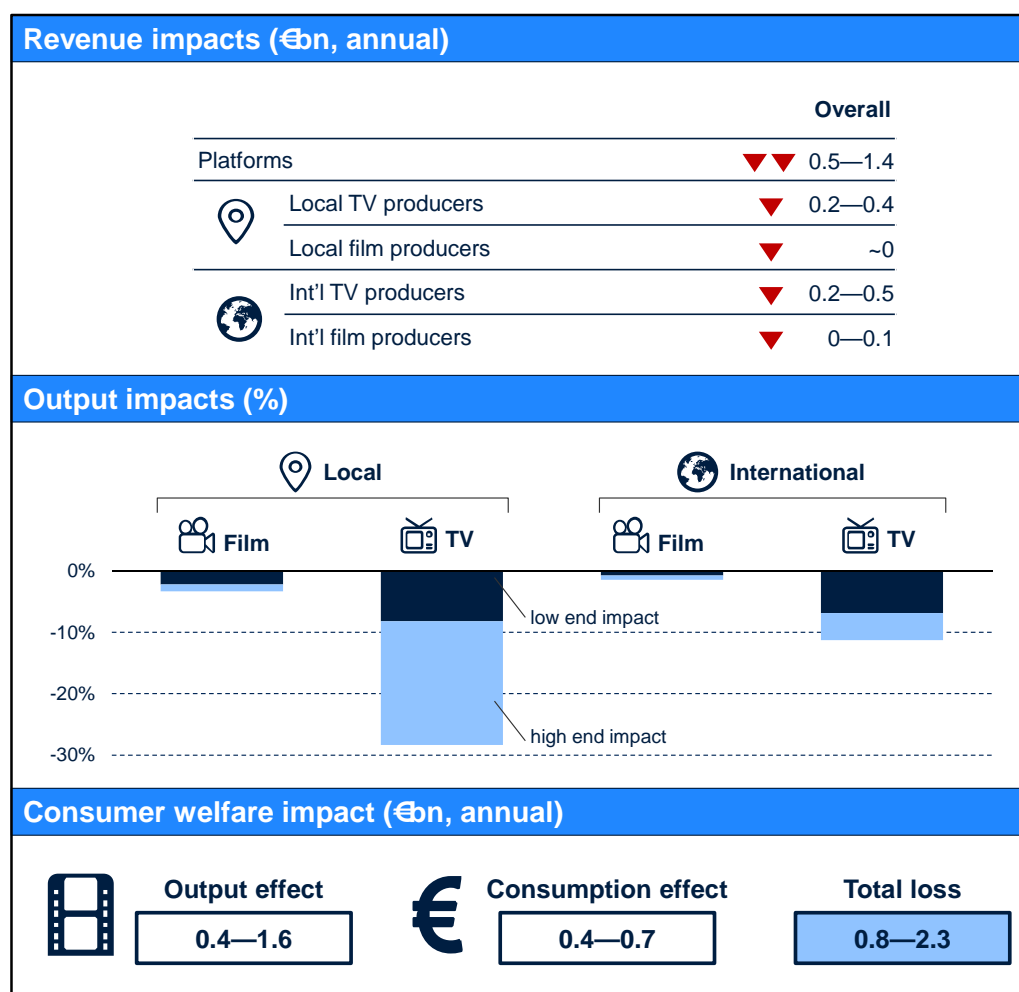 Revenue impacts (€bn, annual)
Overall
Platforms 0.5—1.4
Local TV producers 0.2—0.4
Local film producers ~0
Int'l TV producers 0.2—0.5
Int'l film producers 0—0.1
Output impacts (%)
Local
International
Film
TV
Film
TV
0%
-10%
-20%
-30%
low end impact
high end impact
Consumer welfare impact (€bn, annual)
Output effect
0.4—1.6
€
Consumption effect
0.4—0.7
Total loss
0.8—2.3